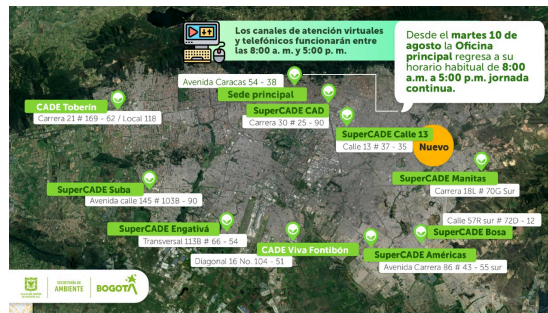 Los canales de atención virtuales
y telefónicos funcionarán entre
las 8:00 a. m. y 5:00 p. m.
Desde el martes 10 de
agosto la Oficina
principal regresa a su
horario habitual de 8:00
a.m. a 5:00 p.m. jornada
continua.
Avenida Caracas 54 - 38
Sede principal
CADE Toberín
Carrera 21 # 169 - 62 / Local 118
SuperCADE CAD
Carrera 30 # 25 - 90
SuperCADE Calle 13
Calle 13 # 37 - 35
Nuevo
SuperCADE Manitas
Carrera 18L # 70G Sur
SuperCADE Suba
Avenida calle 145 # 103B - 90
Calle 57R sur # 72D - 12
SuperCADE Bosa
SuperCADE Engativá
Transversal 113B # 66 - 54
CADE Viva Fontibón
Diagonal 16 No. 104 - 51
SuperCADE Américas
Avenida Carrera 86 # 43 - 55 sur
SECRETARÍA DE
AMBIENTE
BOGOTÁ